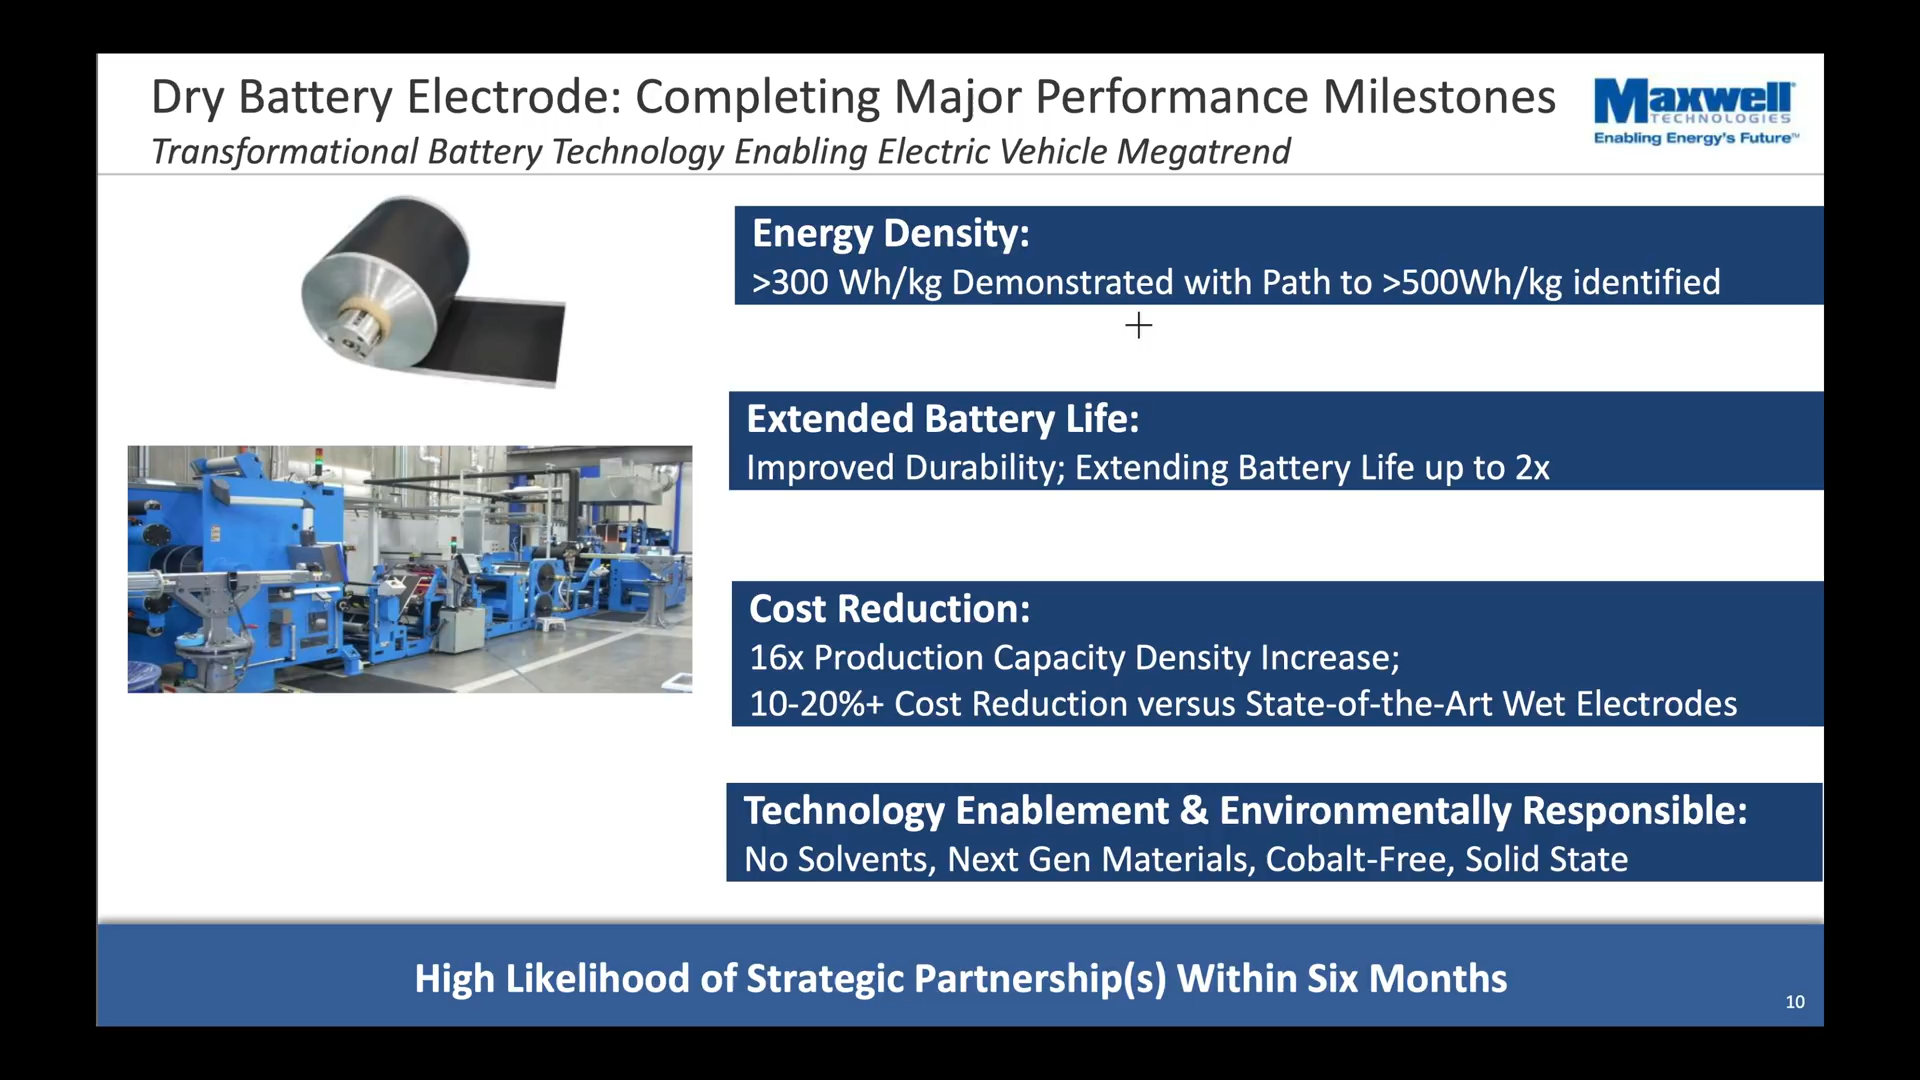 Dry Battery Electrode: Completing Major Performance Milestones
Transformational Battery Technology Enabling Electric Vehicle Megatrend
Maxwell
TECHNOLOGIES
Enabling Energy's Future™
Energy Density:
>300 Wh/kg Demonstrated with Path to >500Wh/kg identified
Extended Battery Life:
Improved Durability; Extending Battery Life up to 2x
Cost Reduction:
16x Production Capacity Density Increase;
10-20%+ Cost Reduction versus State-of-the-Art Wet Electrodes
Technology Enablement & Environmentally Responsible:
No Solvents, Next Gen Materials, Cobalt-Free, Solid State
High Likelihood of Strategic Partnership(s) Within Six Months
10